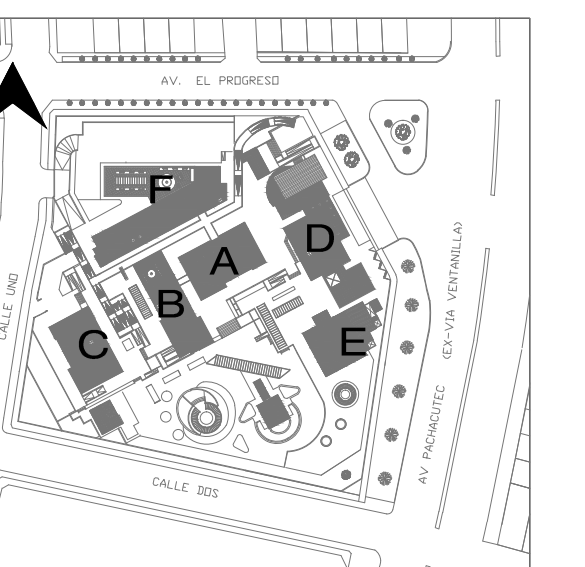 AV. EL PROGRESO
F
D
A
B
C
E
CALLE UNO
(EX-VIA VENTANILLA)
AV PACHACUTEC
CALLE DOS